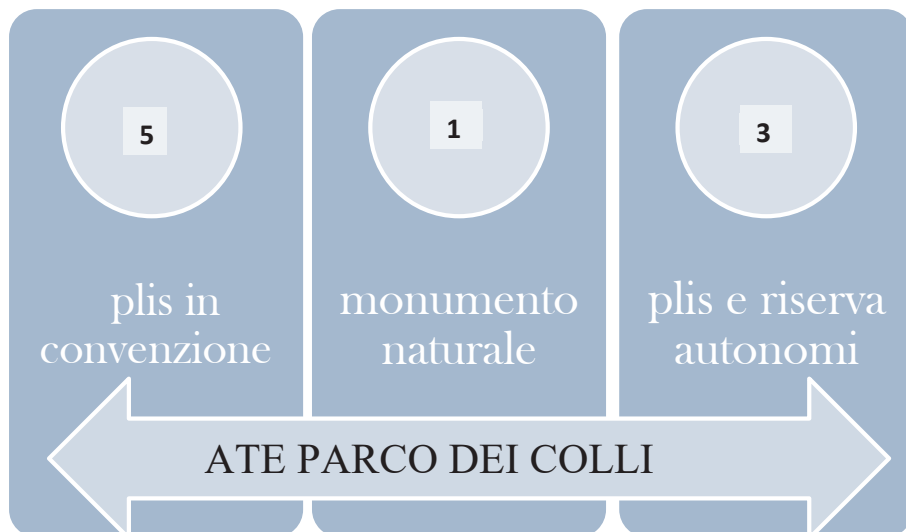 5
plis in
convenzione
1
monumento
naturale
3
plis e riserva
autonomi
ATE PARCO DEI COLLI